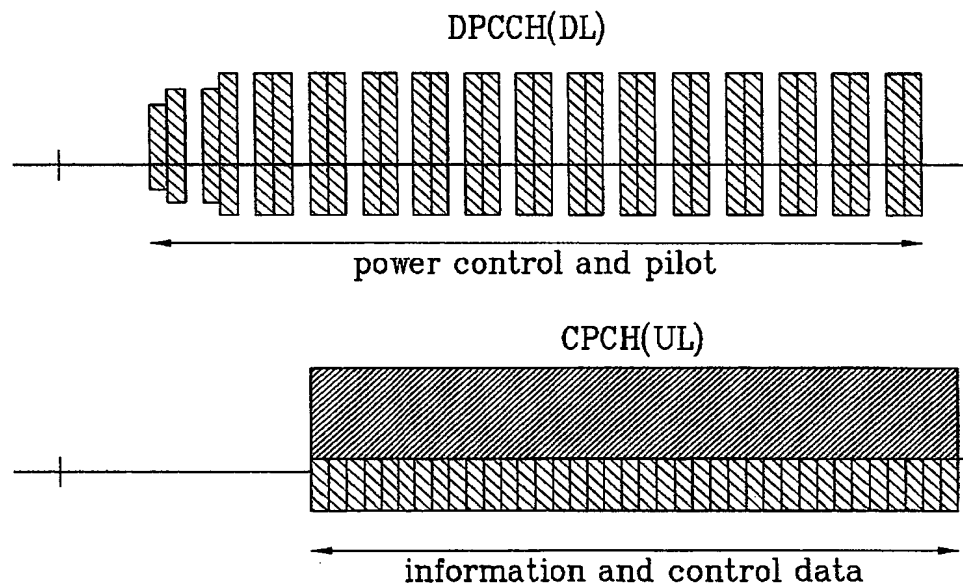 DPCCH(DL)
power control and pilot
CPCH(UL)
information and control data